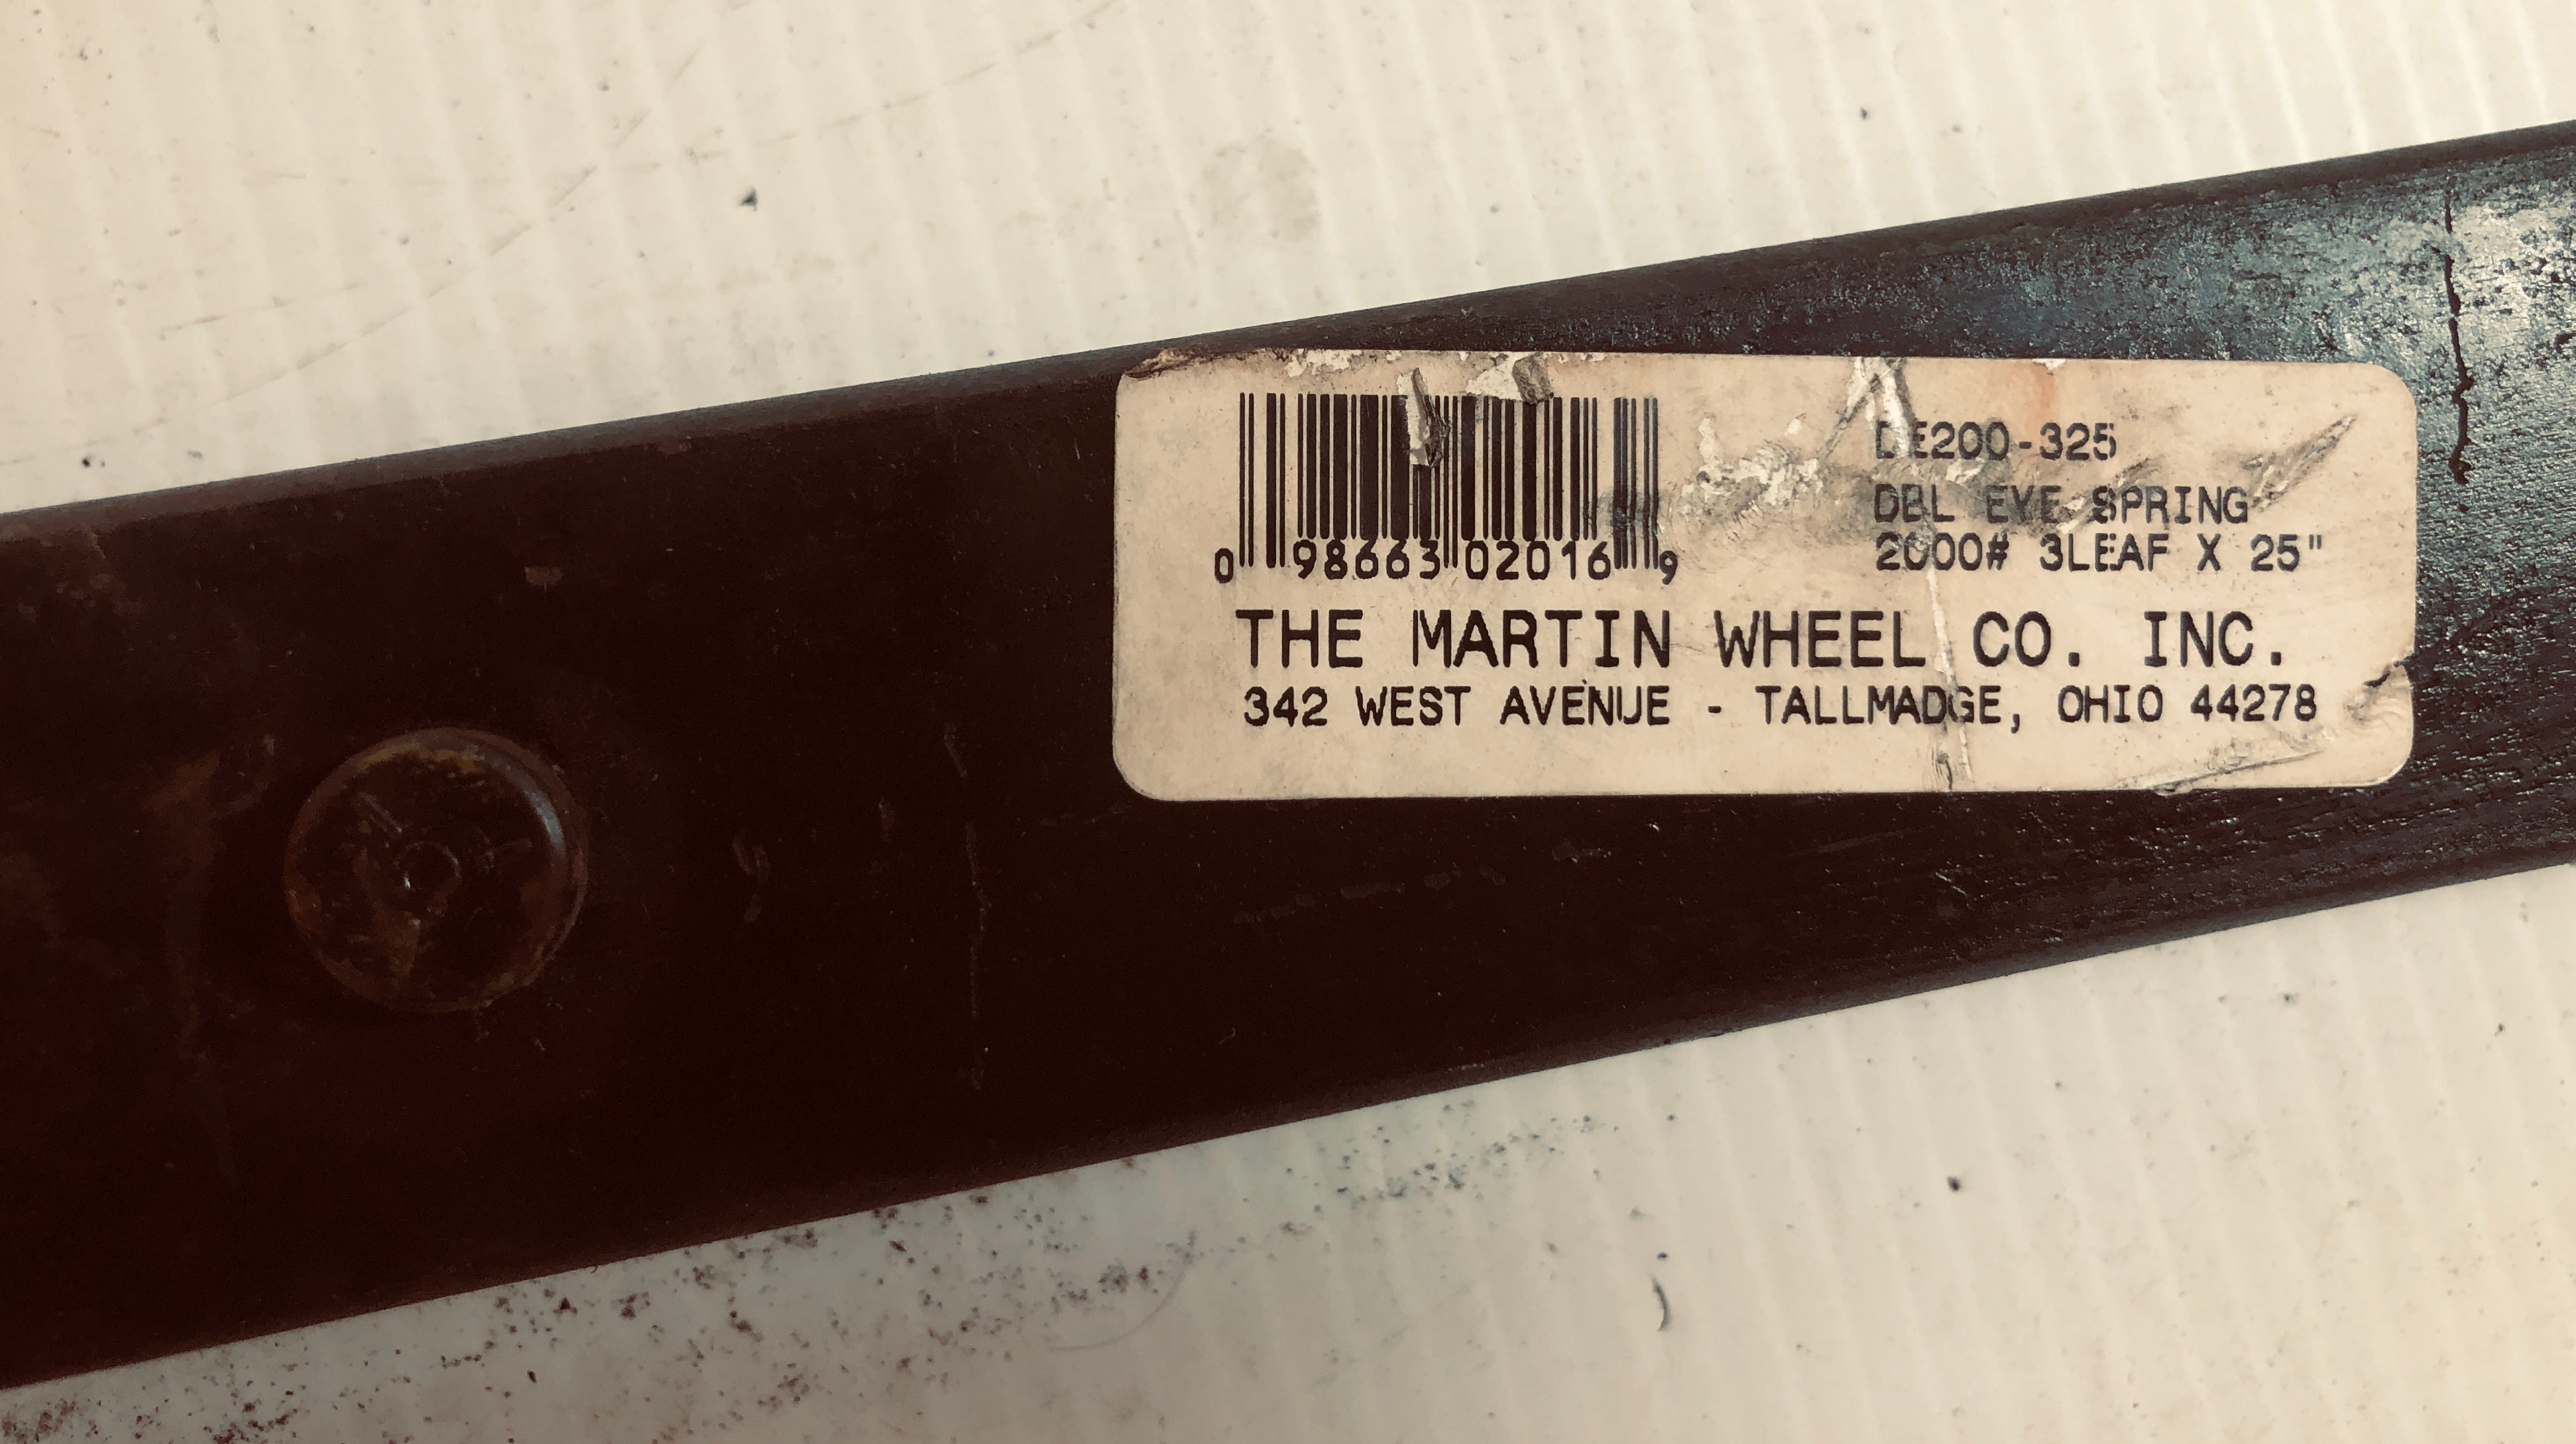 DE200-325
DBL EYE SPRING
2000# 3LEAF X 25"
0 98663 02016 9
THE MARTIN WHEEL CO. INC.
342 WEST AVENUE - TALLMADGE, OHIO 44278